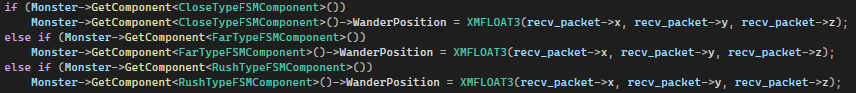 if (Monster->GetComponent<CloseTypeFSMComponent>())
Monster->GetComponent<CloseTypeFSMComponent>()->WanderPosition = XMFLOAT3(recv_packet->x, recv_packet->y, recv_packet->z);
else if (Monster->GetComponent<FarTypeFSMComponent>())
Monster->GetComponent<FarTypeFSMComponent>()->WanderPosition = XMFLOAT3(recv_packet->x, recv_packet->y, recv_packet->z);
else if (Monster->GetComponent<RushTypeFSMComponent>())
Monster->GetComponent<RushTypeFSMComponent>()->WanderPosition = XMFLOAT3(recv_packet->x, recv_packet->y, recv_packet->z);